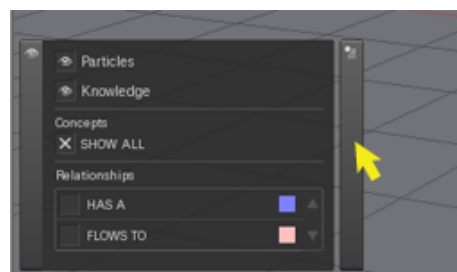 Particles
Knowledge
Concepts
SHOW ALL
Relationships
HAS A
FLOWS TO